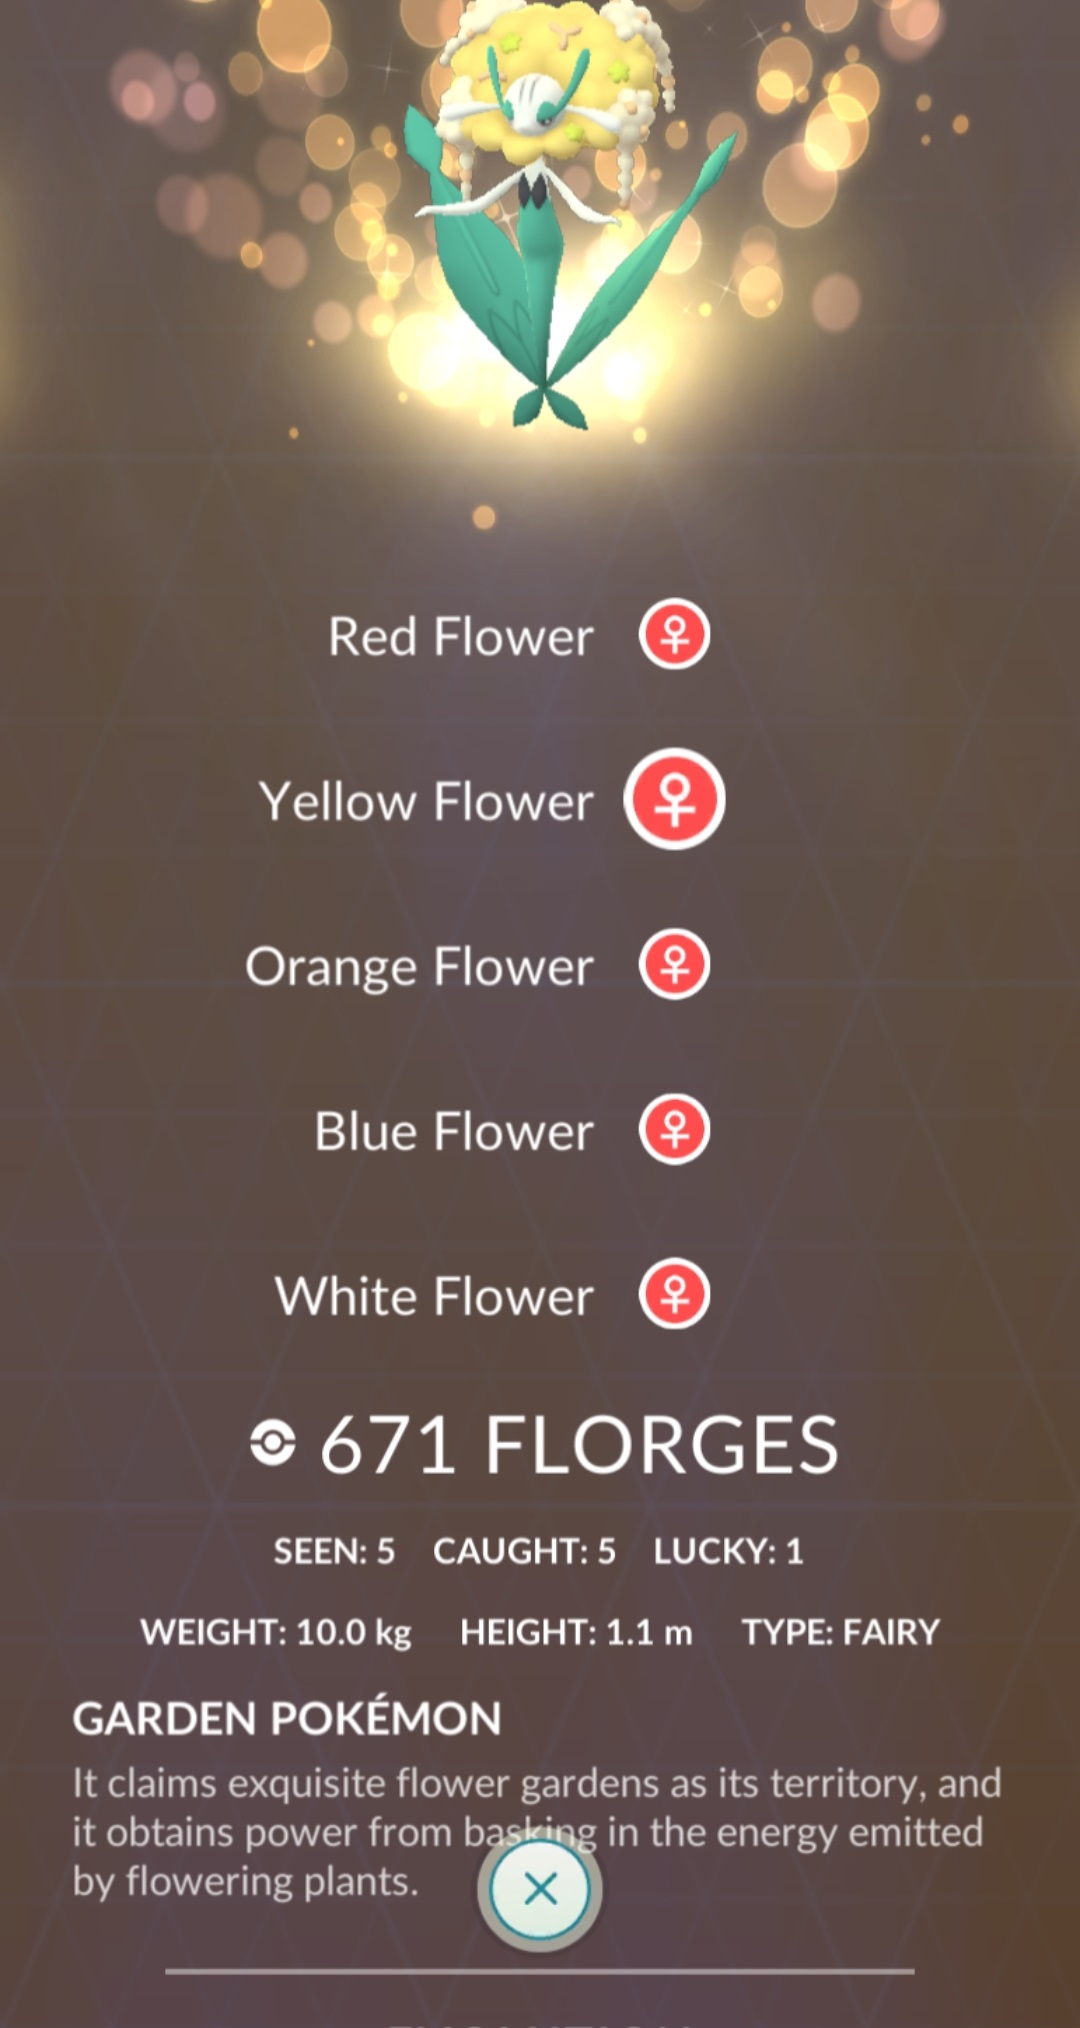 Red Flower
Yellow Flower
Orange Flower
Blue Flower
White Flower
671 FLORGES
SEEN: 5 CAUGHT: 5 LUCKY: 1
WEIGHT: 10.0 kg HEIGHT: 1.1 m TYPE: FAIRY
GARDEN POKÉMON
It claims exquisite flower gardens as its territory, and
it obtains power from basking in the energy emitted
by flowering plants.